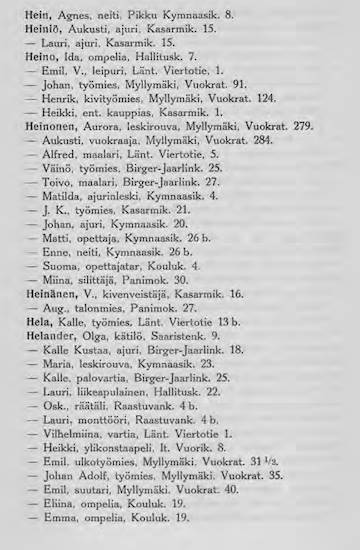 Hein, Agnes, neiti, Pikku Kymnaasik. 8.
Heiniö, Aukusti, ajuri, Kasarmik. 15.
— Lauri, ajuri, Kasarmik. 15.
Heino, Ida, ompelia, Hallitusk. 7.
— Emil, V., leipuri, Länt. Viertotie, 1.
— Johan, työmies, Myllymäki, Vuokrat. 91.
— Henrik, kivityömies, Myllymäki, Vuokrat. 124.
— Heikki, ent. kauppias, Kasarmik. 1.
Heinonen, Aurora, leskirouva, Myllymäki, Vuokrat. 279.
— Aukusti, vuokraaja, Myllymäki, Vuokrat. 284.
— Alfred, maalari, Länt. Viertotie, 5.
— Väinö, työmies, Birger-Jaarlink. 25.
— Toivo, maalari, Birger-Jaarlink. 27.
— Matilda, ajurinleski, Kymnaasik. 4.
— J. K., työmies, Kasarmik. 21.
— Johan, ajuri, Kymnaasik. 20.
— Matti, opettaja, Kymnaasik. 26 b.
— Enne, neiti, Kymnaasik. 26 b.
— Suoma, opettajatar, Kouluk. 4.
— Miina, silittäjä, Panimok. 30.
Heinänen, V., kivenveistäjä, Kasarmik. 16.
— Aug., talonmies, Panimok. 27.
Hela, Kalle, työmies, Länt. Viertotie 13 b.
Helander, Olga, kätilö, Saaristenk. 9.
— Kalle Kustaa, ajuri, Birger-Jaarlink. 18.
— Maria, leskirouva, Kymnaasik. 23.
— Kalle, palovartia, Birger-Jaarlink. 25.
— Lauri, liikeapulainen, Hallitusk. 22.
— Osk., räätäli, Raastuvank. 4 b.
— Lauri, monttööri, Raastuvank. 4 b.
— Vilhelmiina, vartia, Länt. Viertotie 1.
— Heikki, ylikonstaapeli, It. Vuorik. 8.
— Emil, ulkotyömies, Myllymäki, Vuokrat. 31 1/2.
— Johan Adolf, työmies, Myllymäki, Vuokrat. 35.
— Emil, suutari, Myllymäki, Vuokrat. 40.
— Eliina, ompelia, Kouluk. 19.
— Emma, ompelia, Kouluk. 19.